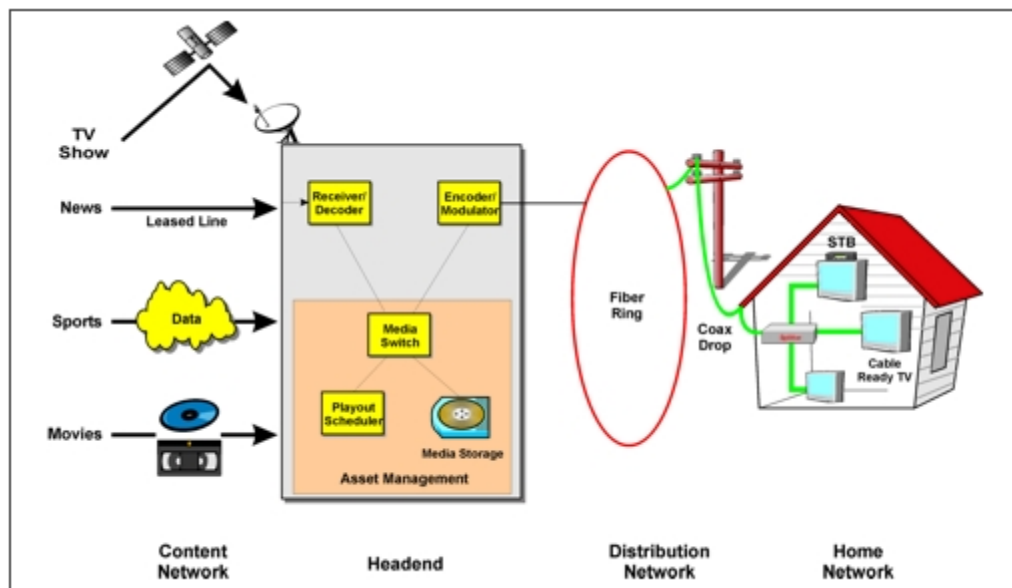 TV
Show
News
Leased Line
Sports
Data
Movies
Receiver/
Decoder
Encoder/
Modulator
Media
Switch
Playout
Scheduler
Media Storage
Asset Management
Fiber
Ring
Coax
Drop
STB
Splitter
Cable
Ready TV
Content
Network
Headend
Distribution
Network
Home
Network